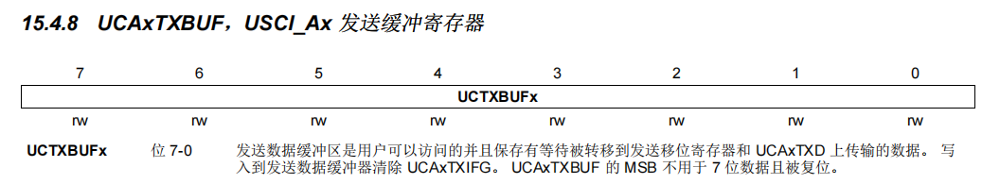 15.4.8 UCAxTXBUF，USCI_Ax 发送缓冲寄存器
7 6 5 4 3 2 1 0
UCTXBUFx
rw rw rw rw rw rw rw rw
UCTXBUFx 位 7-0 发送数据缓冲区是用户可以访问的并且保存有等待被转移到发送移位寄存器和 UCAxTXD 上传输的数据。 写
入到发送数据缓冲器清除 UCAxTXIFG。 UCAxTXBUF 的 MSB 不用于 7 位数据且被复位。